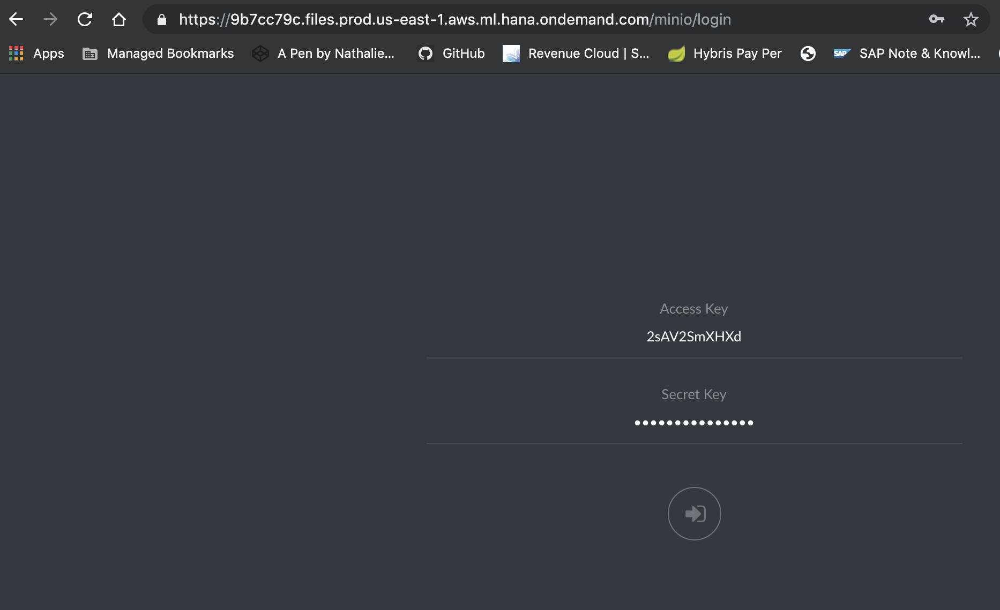 https://9b7cc79c.files.prod.us-east-1.aws.ml.hana.ondemand.com/minio/login
Apps Managed Bookmarks A Pen by Nathalie... GitHub Revenue Cloud | S... Hybris Pay Per SAP SAP Note & Knowl...
Access Key
2sAV2SmXHXd
Secret Key
•••••••••••••••